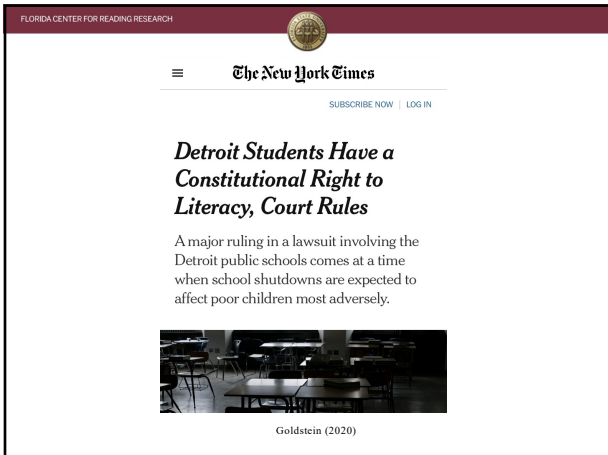 FLORIDA CENTER FOR READING RESEARCH
The New York Times
SUBSCRIBE NOW | LOG IN
Detroit Students Have a
Constitutional Right to
Literacy, Court Rules
A major ruling in a lawsuit involving the
Detroit public schools comes at a time
when school shutdowns are expected to
affect poor children most adversely.
Goldstein (2020)